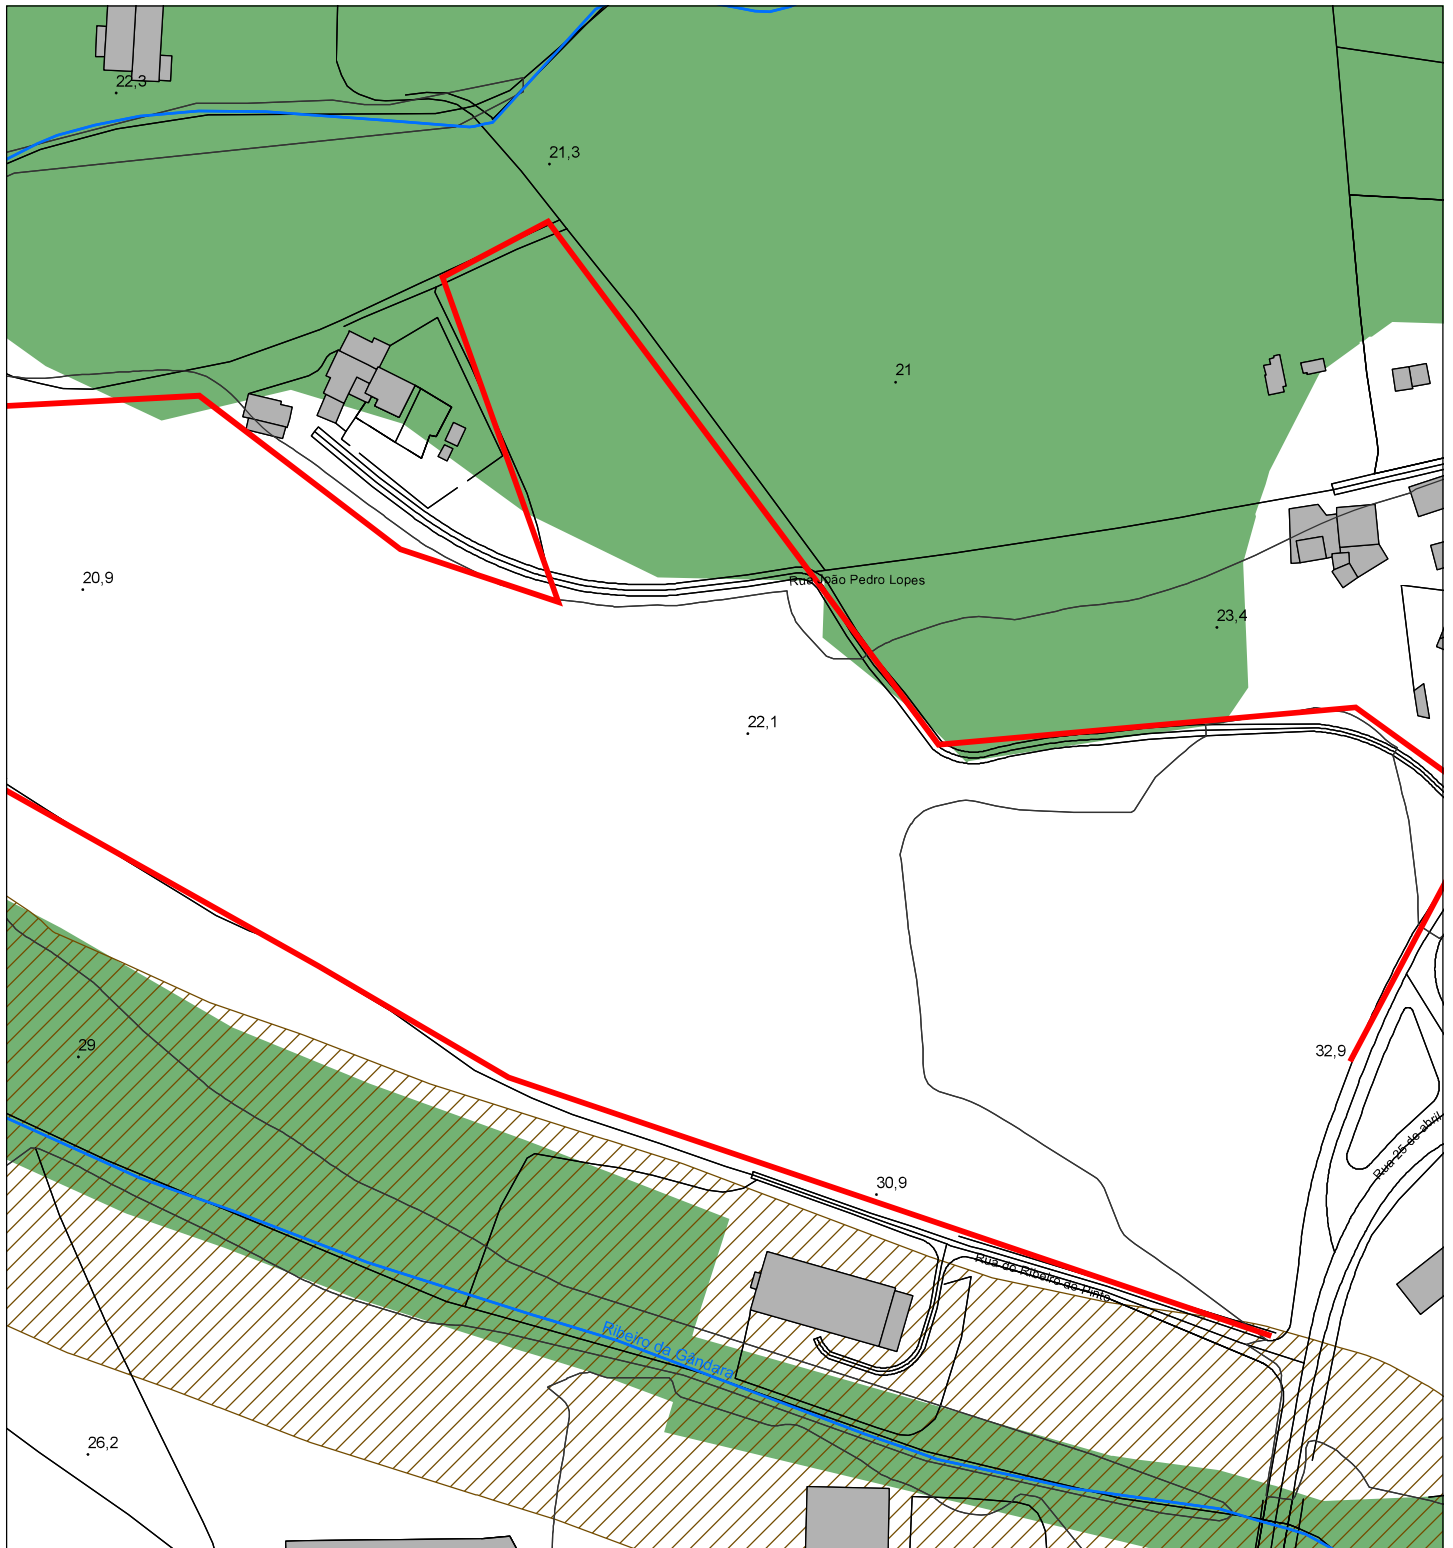 22,3
21,3
21
Rua João Pedro Lopes
20,9
23,4
22,1
29
32,9
Rua 25 de abril
30,9
Rua do Ribeiro do Pinto
Ribeiro da Gândara
26,2